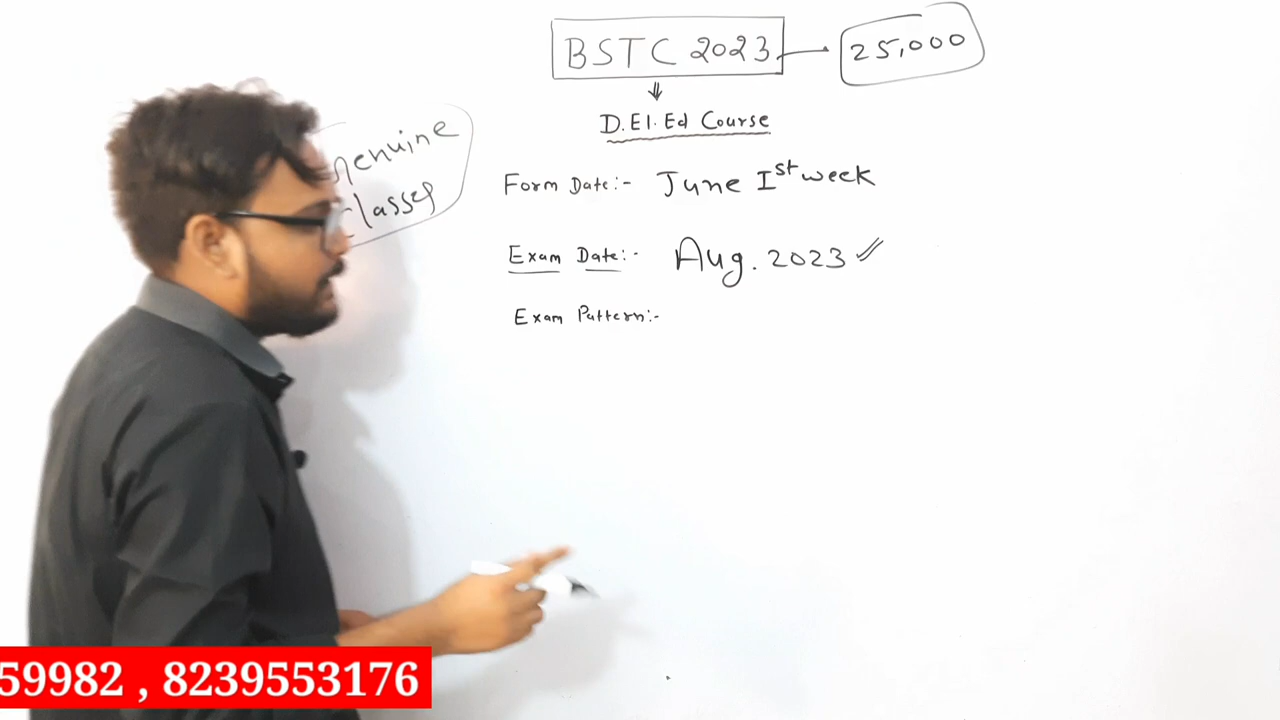 BSTC 2023
25,000
D.El.Ed Course
Form Date:- June Ist week
Exam Date:- Aug. 2023
Exam Pattern:-
59982 , 8239553176